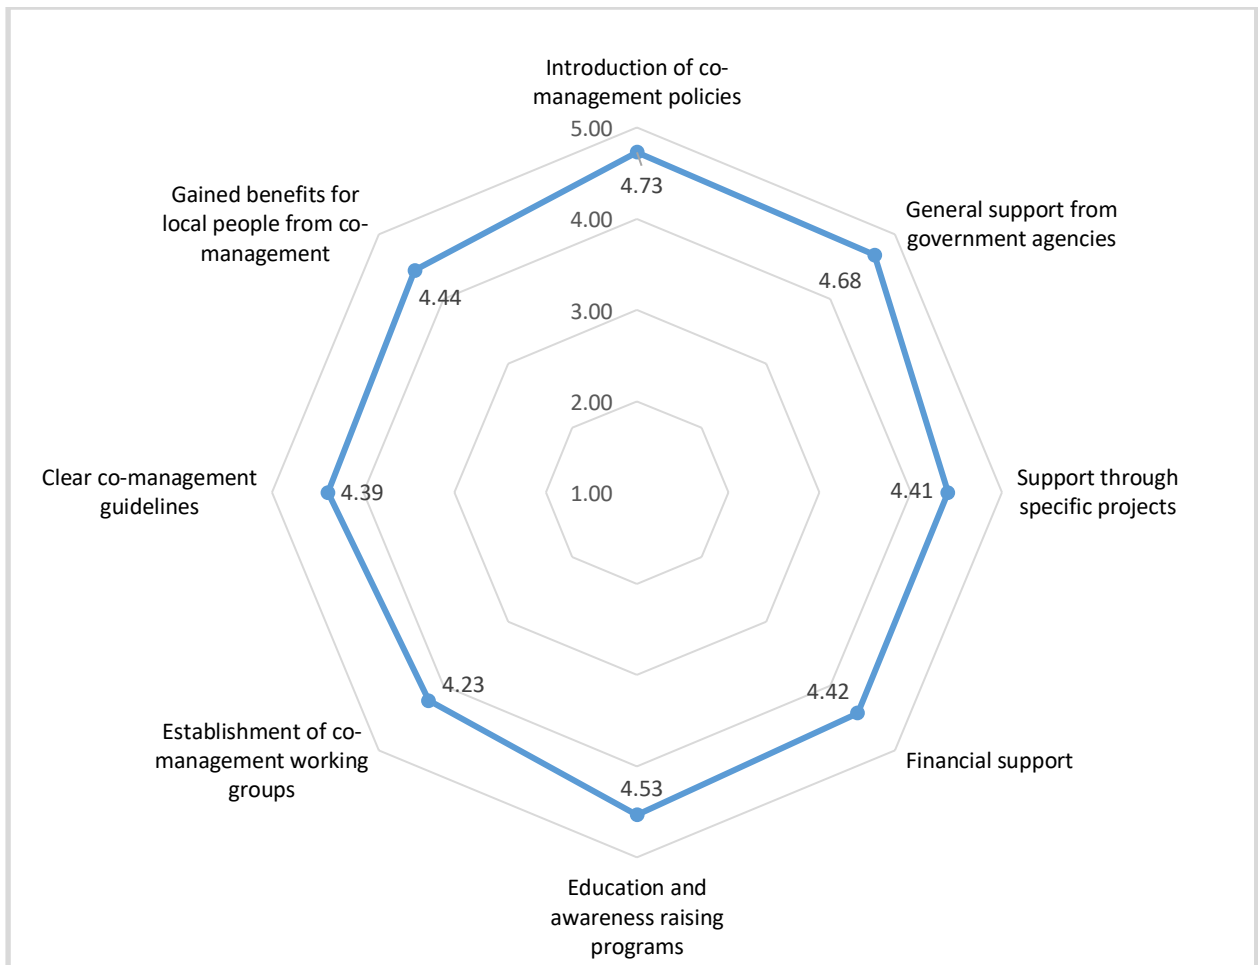 Introduction of co-
management policies
5.00
4.73
Gained benefits for
local people from co-
management
General support from
government agencies
4.00
4.68
4.44
3.00
2.00
Clear co-management
guidelines
4.39
1.00
4.41
Support through
specific projects
4.23
4.42
Establishment of co-
management working
groups
Financial support
4.53
Education and
awareness raising
programs